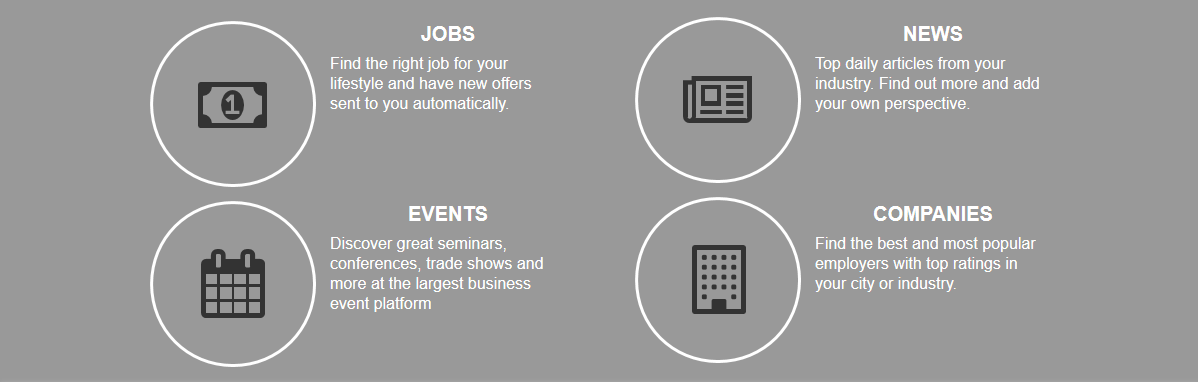 JOBS
Find the right job for your
lifestyle and have new offers
sent to you automatically.
NEWS
Top daily articles from your
industry. Find out more and add
your own perspective.
EVENTS
Discover great seminars,
conferences, trade shows and
more at the largest business
event platform
COMPANIES
Find the best and most popular
employers with top ratings in
your city or industry.
1